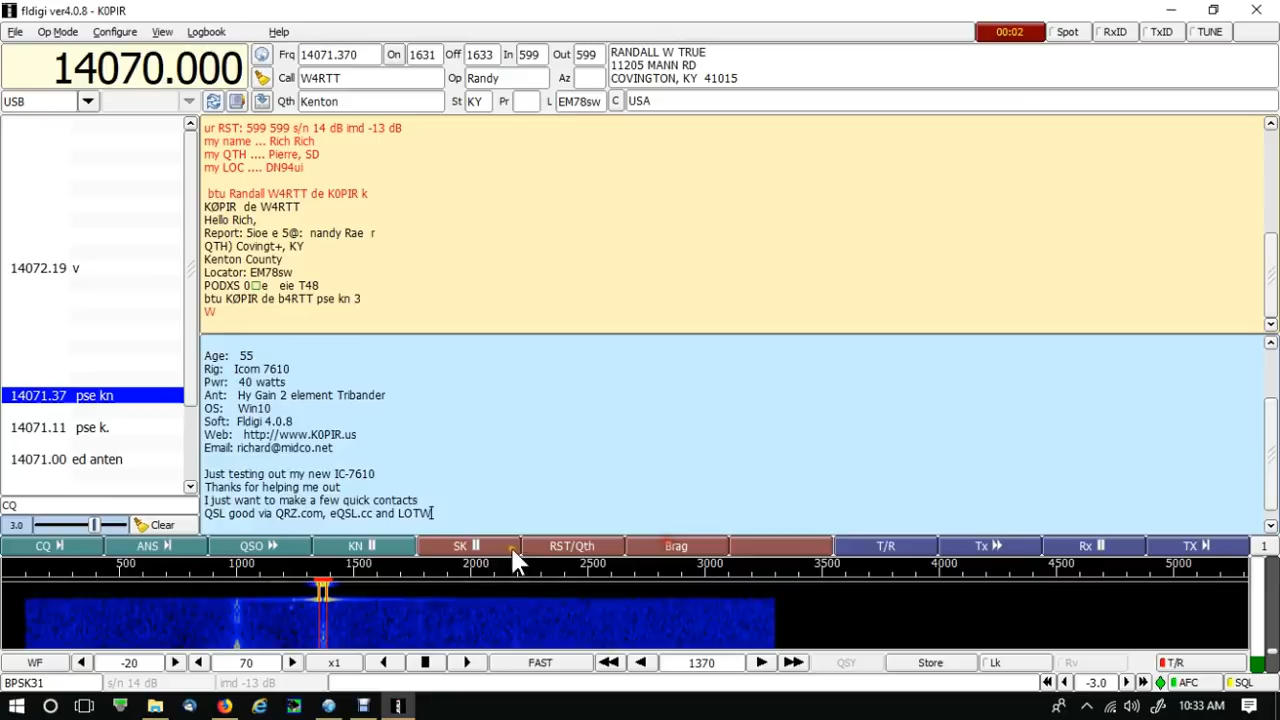 fldigi ver4.0.8 - K0PIR
File Op Mode Configure View Logbook Help 00:02 Spot RxID TxID TUNE
14070.000
Frq 14071.370 On 1631 Off 1633 In 599 Out 599
Call W4RTT Op Randy Az
Qth Kenton St KY Pr L EM78sw C USA
RANDALL W TRUE
11205 MANN RD
COVINGTON, KY 41015
USB
14072.19 v
14071.37 pse kn
14071.11 pse k.
14071.00 ed anten
CQ
3.0 Clear
ur RST: 599 599 s/n 14 dB imd -13 dB
my name ... Rich Rich
my QTH .... Pierre, SD
my LOC .... DN94ui
btu Randall W4RTT de K0PIR k
KØPIR de W4RTT
Hello Rich,
Report: 5ioe e 5@: nandy Rae r
QTH) Covingt+, KY
Kenton County
Locator: EM78sw
PODXS 0□e eie T48
btu KØPIR de b4RTT pse kn 3
W
Age: 55
Rig: Icom 7610
Pwr: 40 watts
Ant: Hy Gain 2 element Tribander
OS: Win10
Soft: Fldigi 4.0.8
Web: http://www.K0PIR.us
Email: richard@midco.net
Just testing out my new IC-7610
Thanks for helping me out
I just want to make a few quick contacts
QSL good via QRZ.com, eQSL.cc and LOTW
CQ ANS QSO KN SK RST/Qth Brag T/R Tx Rx TX 1
500 1000 1500 2000 2500 3000 3500 4000 4500 5000
WF -20 70 x1 FAST 1370 QSY Store Lk Rv T/R
BPSK31 s/n 14 dB imd -13 dB -3.0 AFC SQL
10:33 AM